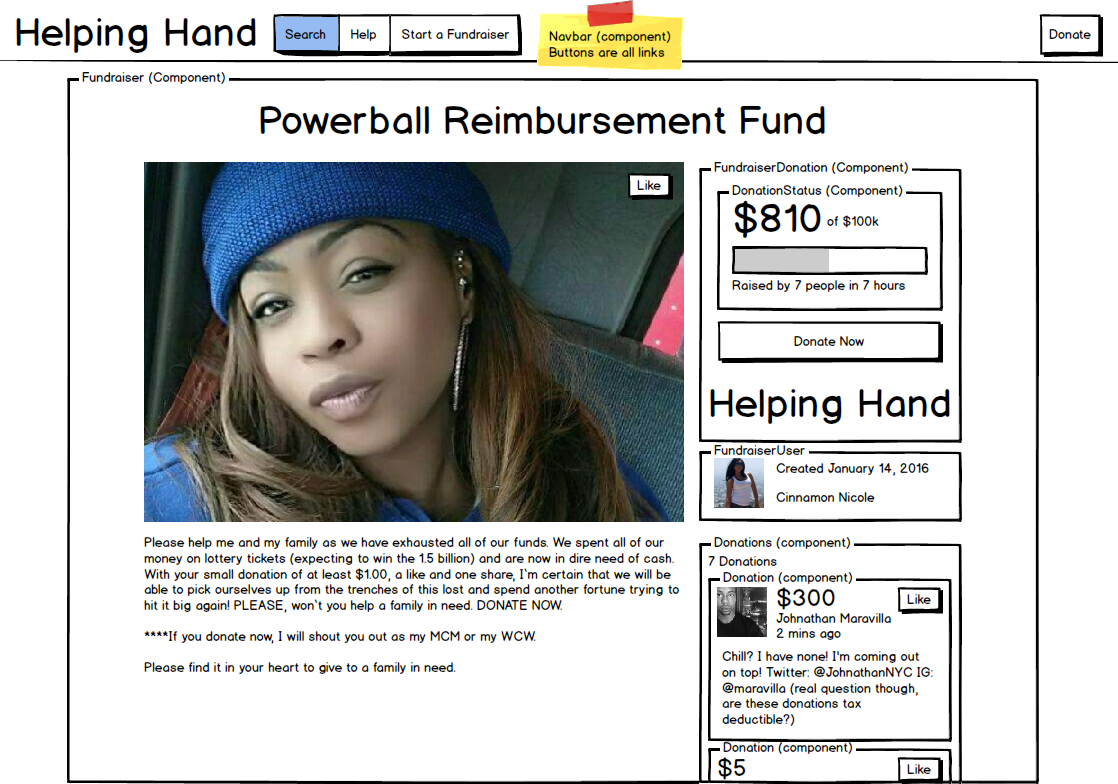 Helping Hand
Search
Help
Start a Fundraiser
Navbar (component)
Buttons are all links
Donate
Fundraiser (Component)
Powerball Reimbursement Fund
Like
Please help me and my family as we have exhausted all of our funds. We spent all of our
money on lottery tickets (expecting to win the 1.5 billion) and are now in dire need of cash.
With your small donation of at least $1.00, a like and one share, I`m certain that we will be
able to pick ourselves up from the trenches of this lost and spend another fortune trying to
hit it big again! PLEASE, won`t you help a family in need. DONATE NOW.
****If you donate now, I will shout you out as my MCM or my WCW.
Please find it in your heart to give to a family in need.
FundraiserDonation (Component)
DonationStatus (Component)
$810 of $100k
Raised by 7 people in 7 hours
Donate Now
Helping Hand
FundraiserUser
Created January 14, 2016
Cinnamon Nicole
Donations (component)
7 Donations
Donation (component)
$300
Like
Johnathan Maravilla
2 mins ago
Chill? I have none! I'm coming out
on top! Twitter: @JohnathanNYC IG:
@maravilla (real question though,
are these donations tax
deductible?)
Donation (component)
$5
Like